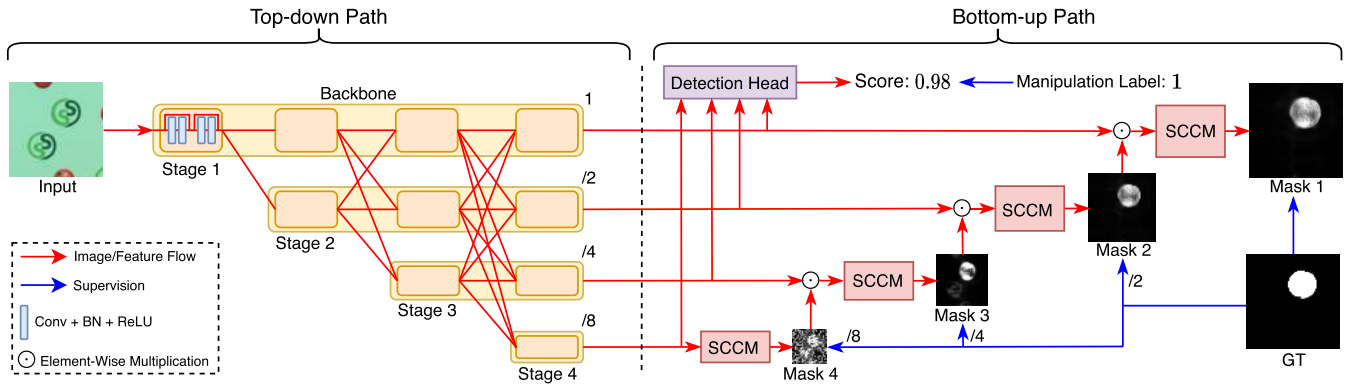 Top-down Path
Bottom-up Path
Backbone
1
Detection Head
Score: 0.98
Manipulation Label: 1
SCCM
Stage 1
Input
Mask 1
/2
SCCM
Stage 2
Mask 2
Image/Feature Flow
Supervision
Conv + BN + ReLU
Element-Wise Multiplication
/4
SCCM
Stage 3
Mask 3
/2
/8
SCCM
Stage 4
Mask 4
/8
/4
GT